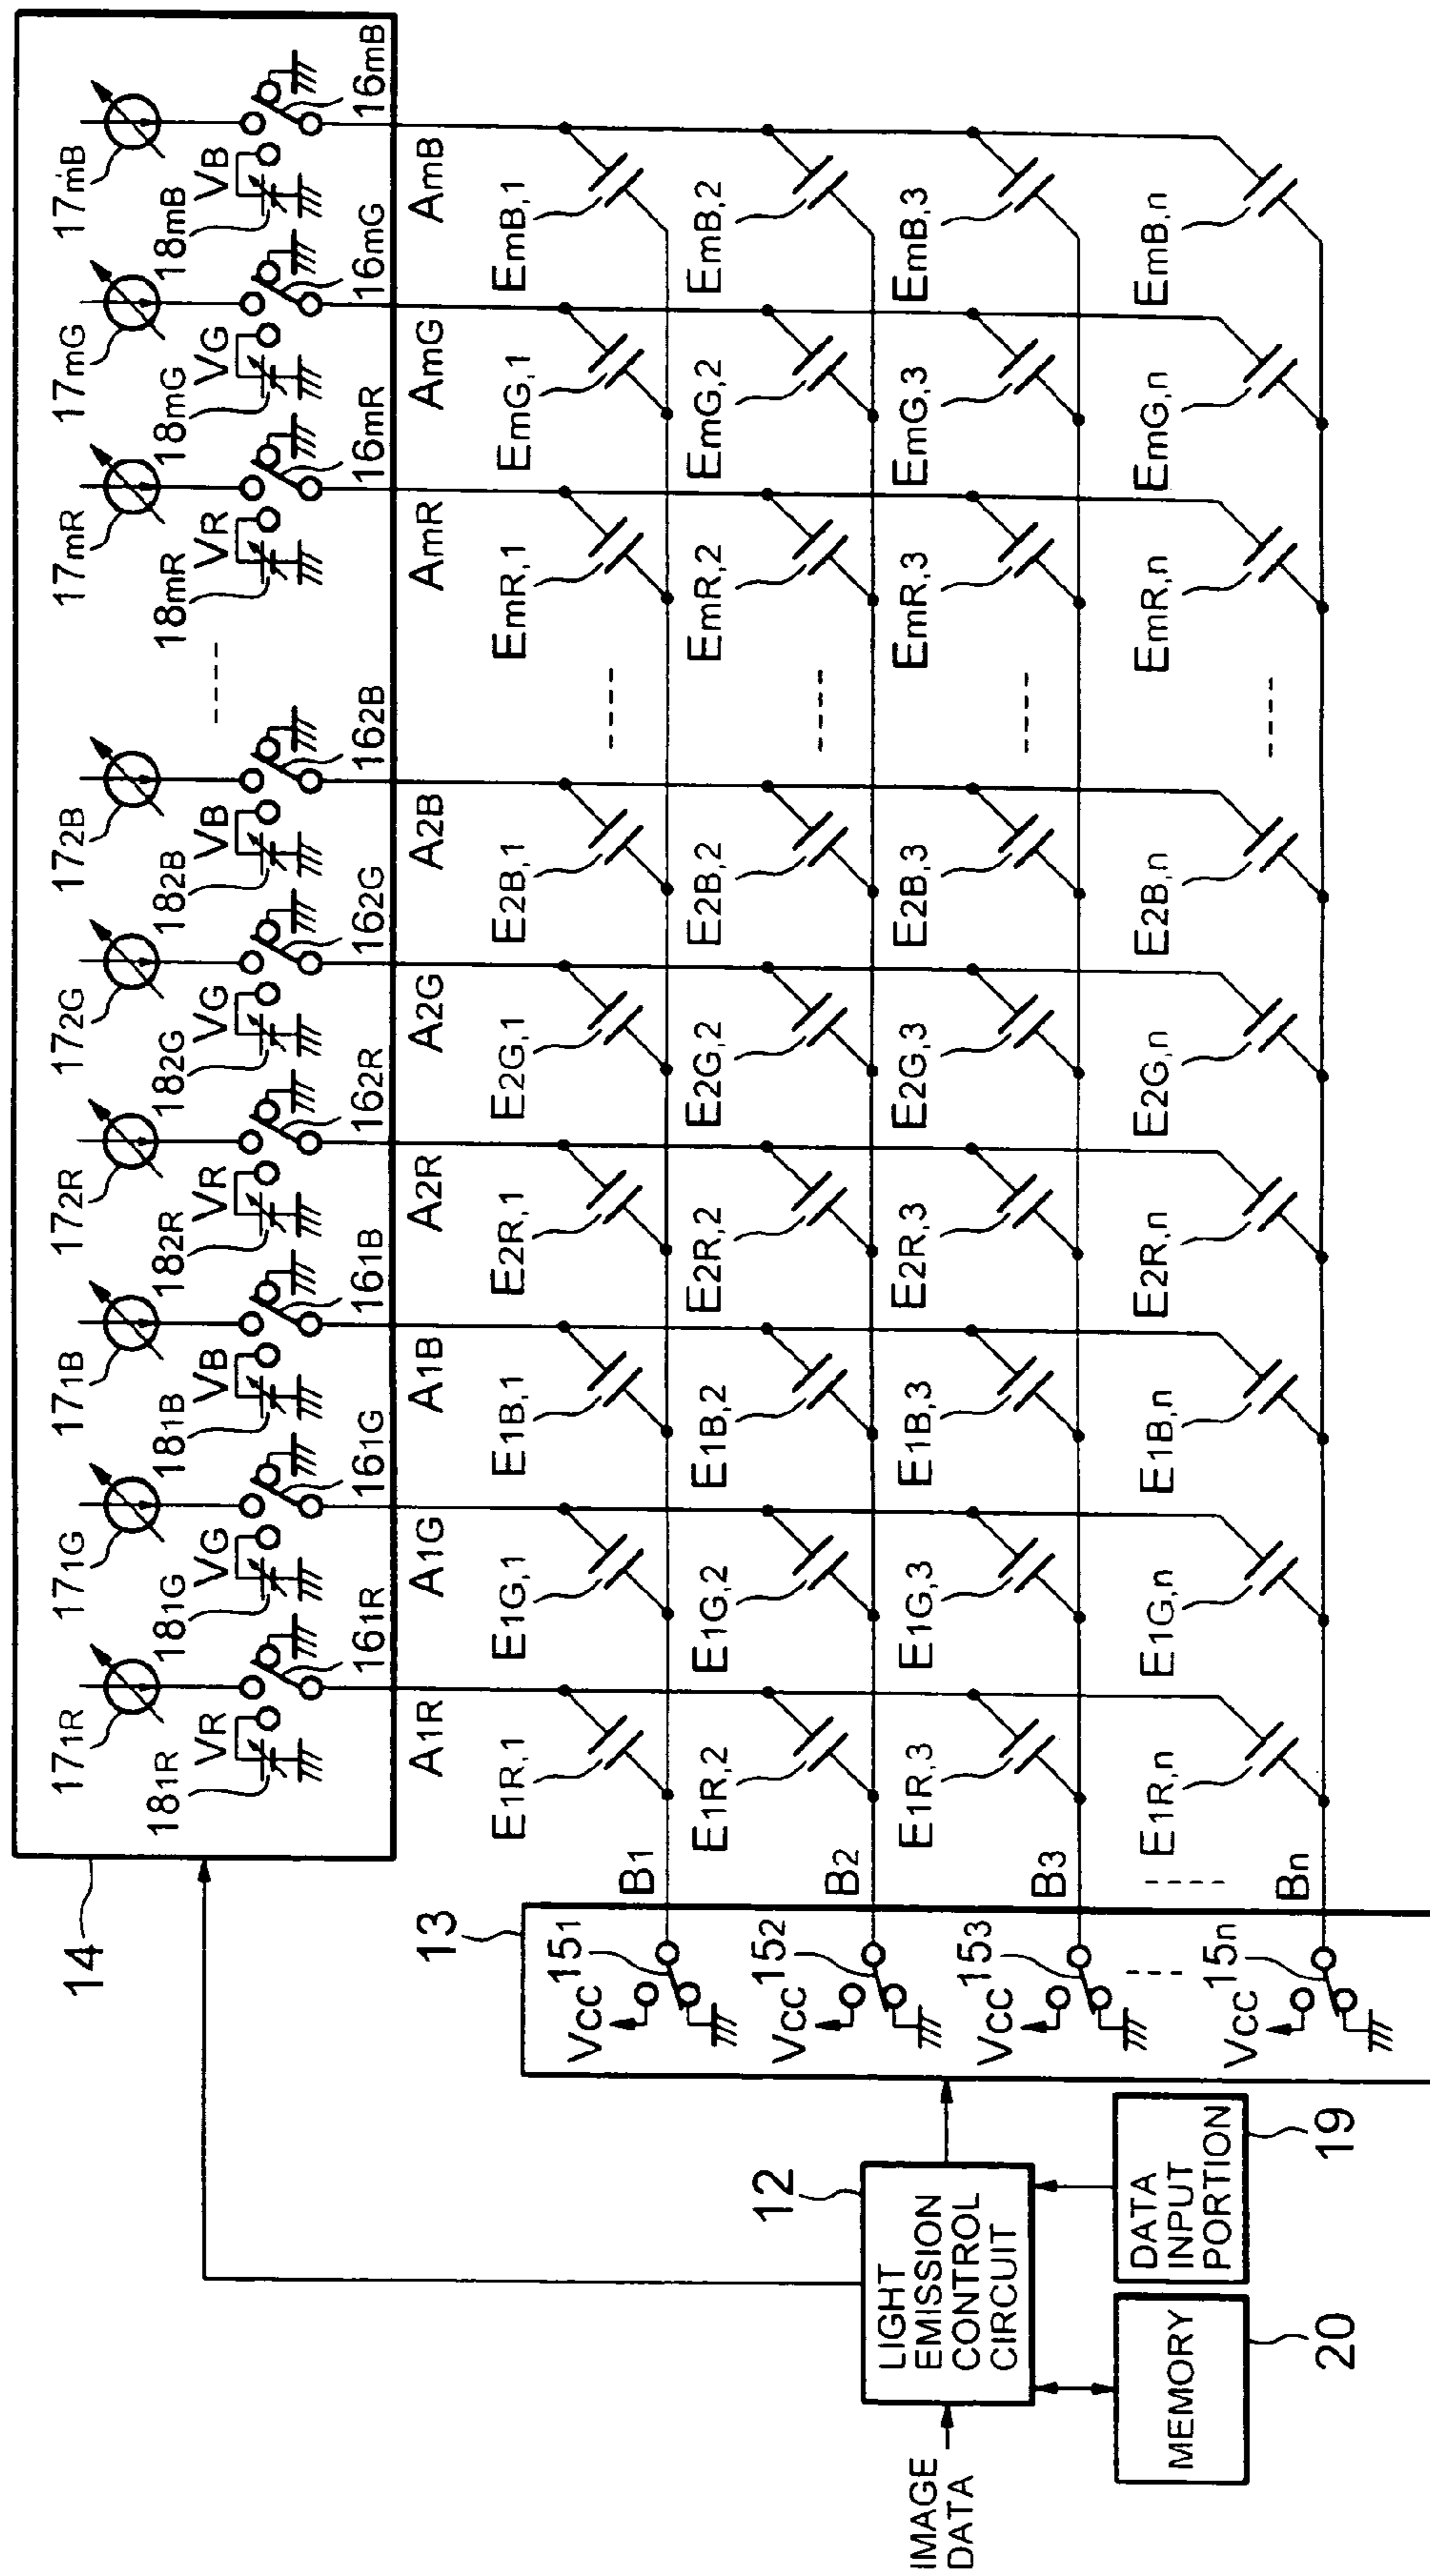 14
17₁R 17₁G 17₁B 17₂R 17₂G 17₂B 17mR 17mG 17mB
18₁R VR 18₁G VG 18₁B VB 18₂R VR 18₂G VG 18₂B VB ---- 18mR VR 18mG VG 18mB VB
16₁R 16₁G 16₁B 16₂R 16₂G 16₂B 16mR 16mG 16mB
A1R A1G A1B A2R A2G A2B AmR AmG AmB
13
E1R,1 E1G,1 E1B,1 E2R,1 E2G,1 E2B,1 EmR,1 EmG,1 EmB,1
Vcc 15₁ B1 ----
E1R,2 E1G,2 E1B,2 E2R,2 E2G,2 E2B,2 EmR,2 EmG,2 EmB,2
Vcc 15₂ B2 ----
E1R,3 E1G,3 E1B,3 E2R,3 E2G,3 E2B,3 EmR,3 EmG,3 EmB,3
Vcc 15₃ B3 ----
E1R,n E1G,n E1B,n E2R,n E2G,n E2B,n EmR,n EmG,n EmB,n
Vcc 15n Bn ----
12
LIGHT
EMISSION
CONTROL
CIRCUIT
IMAGE
DATA
MEMORY
20
DATA
INPUT
PORTION
19